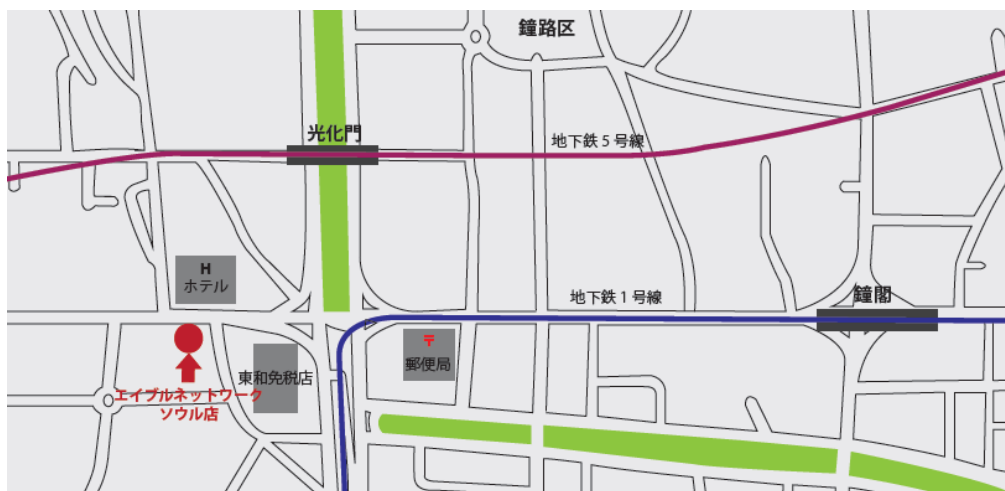 鐘路区
光化門
地下鉄5号線
H
ホテル
地下鉄1号線
鐘閣
〒
郵便局
東和免税店
エイブルネットワーク
ソウル店